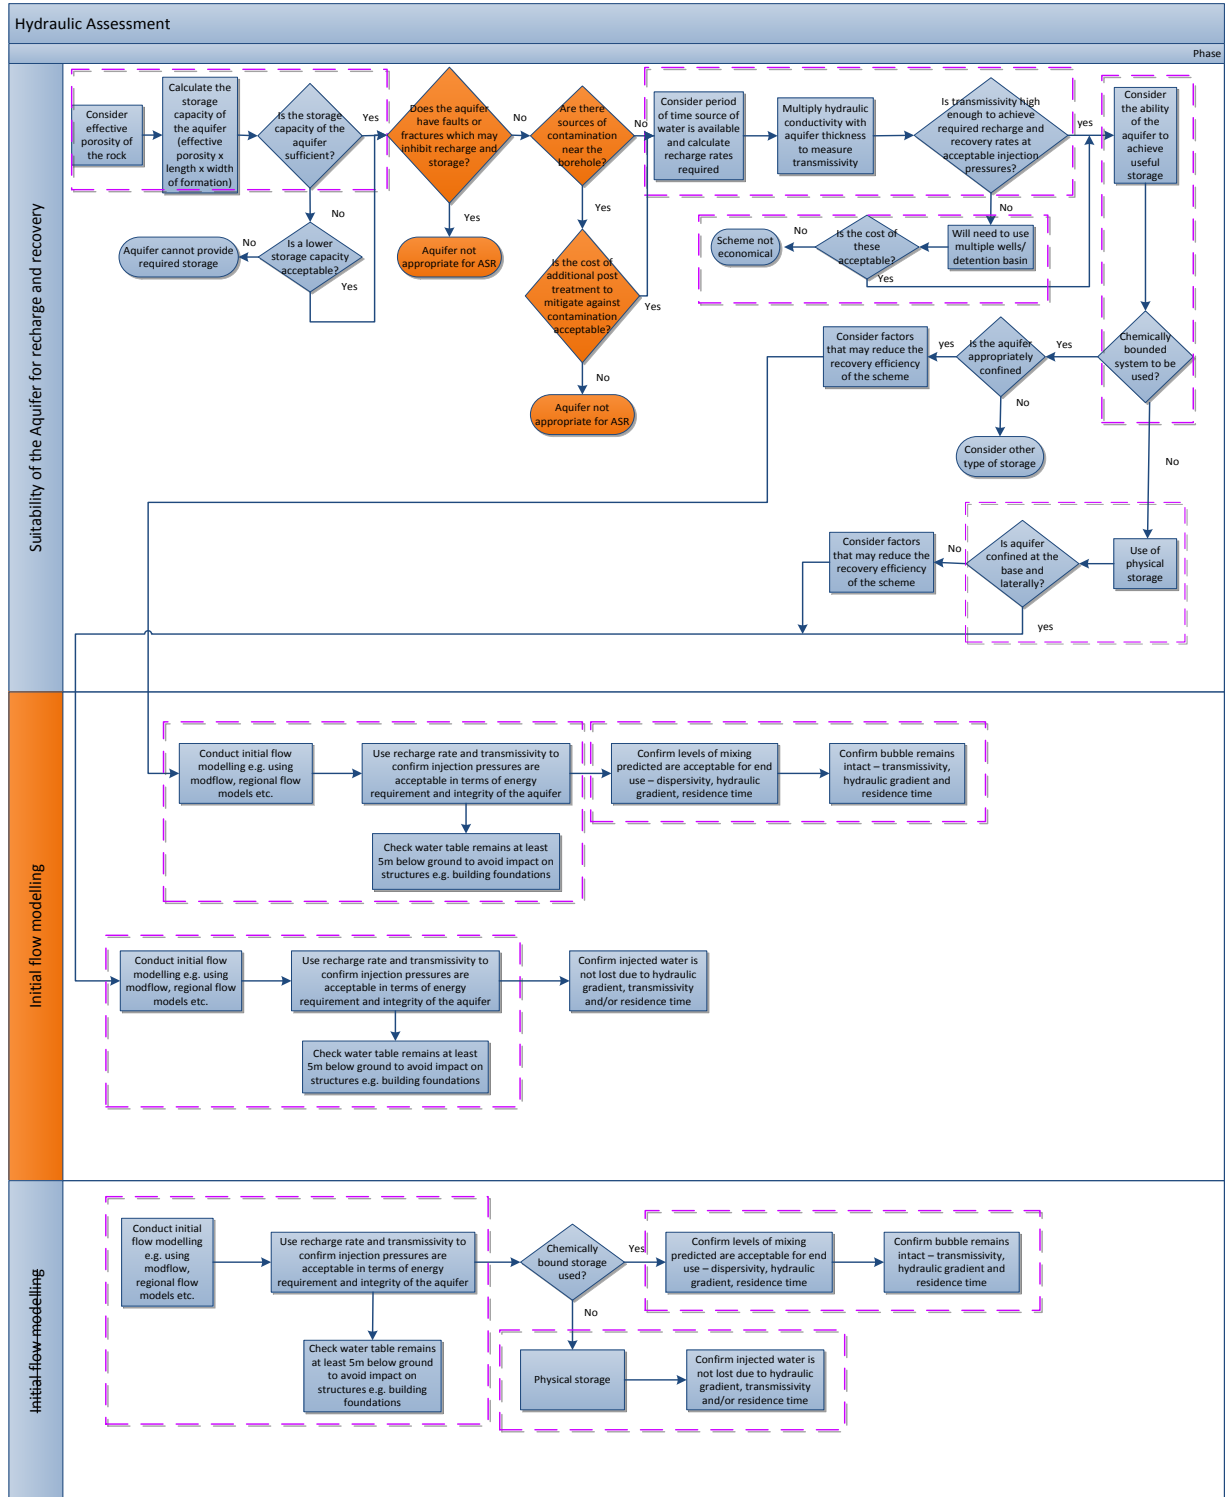 Hydraulic Assessment
Phase
Suitability of the Aquifer for recharge and recovery
Consider
effective
porosity
of the rock
Calculate the
storage
capacity of
the aquifer
(effective
porosity x
length x width
of formation)
Is the storage
capacity of the
aquifer
sufficient?
Yes
No
Is a lower
storage capacity
acceptable?
No
Yes
Aquifer cannot provide
required storage
Does the aquifer
have faults or
fractures which may
inhibit recharge and
storage?
No
Yes
Aquifer not
appropriate for ASR
Are there
sources of
contamination
near the
borehole?
No
Yes
Is the cost of
additional post
treatment to
mitigate against
contamination
acceptable?
Yes
No
Aquifer not
appropriate for ASR
Consider period
of time source of
water is available
and calculate
recharge rates
required
Multiply hydraulic
conductivity with
aquifer thickness
to measure
transmissivity
Is transmissivity high
enough to achieve
required recharge and
recovery rates at
acceptable injection
pressures?
yes
No
Will need to use
multiple wells/
detention basin
Is the cost of
these
acceptable?
No
Yes
Scheme not
economical
Consider
the ability
of the
aquifer to
achieve
useful
storage
Chemically
bounded
system to be
used?
Yes
No
Is the aquifer
appropriately
confined
yes
No
Consider factors
that may reduce the
recovery efficiency
of the scheme
Consider other
type of storage
Use of
physical
storage
Is aquifer
confined at the
base and
laterally?
No
yes
Consider factors
that may reduce the
recovery efficiency
of the scheme
Initial flow modelling
Conduct initial flow
modelling e.g. using
modflow, regional flow
models etc.
Use recharge rate and transmissivity to
confirm injection pressures are
acceptable in terms of energy
requirement and integrity of the aquifer
Confirm levels of mixing
predicted are acceptable for end
use – dispersivity, hydraulic
gradient, residence time
Confirm bubble remains
intact – transmissivity,
hydraulic gradient and
residence time
Check water table remains at least
5m below ground to avoid impact on
structures e.g. building foundations
Conduct initial flow
modelling e.g. using
modflow, regional flow
models etc.
Use recharge rate and transmissivity to
confirm injection pressures are
acceptable in terms of energy
requirement and integrity of the aquifer
Confirm injected water is
not lost due to hydraulic
gradient, transmissivity
and/or residence time
Check water table remains at least
5m below ground to avoid impact on
structures e.g. building foundations
Initial flow modelling
Conduct initial
flow modelling
e.g. using
modflow,
regional flow
models etc.
Use recharge rate and transmissivity to
confirm injection pressures are
acceptable in terms of energy
requirement and integrity of the aquifer
Chemically
bound storage
used?
Yes
No
Confirm levels of mixing
predicted are acceptable for end
use – dispersivity, hydraulic
gradient, residence time
Confirm bubble remains
intact – transmissivity,
hydraulic gradient and
residence time
Check water table remains
at least 5m below ground
to avoid impact on
structures e.g. building
foundations
Physical storage
Confirm injected water is
not lost due to hydraulic
gradient, transmissivity
and/or residence time